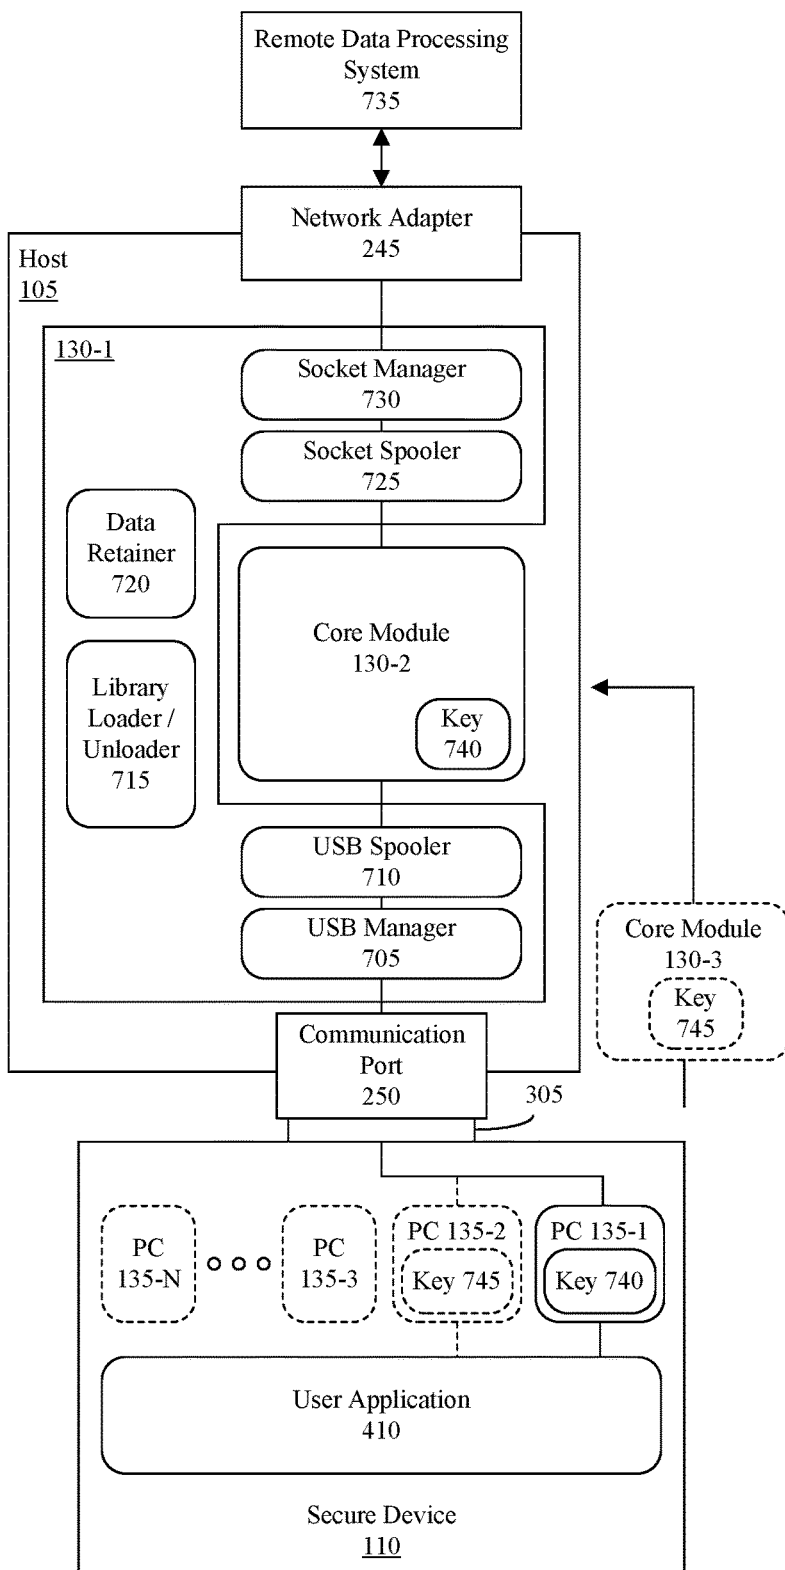 Remote Data Processing
System
735
Network Adapter
245
Host
105
130-1
Socket Manager
730
Socket Spooler
725
Data
Retainer
720
Core Module
130-2
Key
740
Library
Loader /
Unloader
715
USB Spooler
710
USB Manager
705
Core Module
130-3
Key
745
Communication
Port
250
305
PC
135-N
PC
135-3
PC 135-2
Key 745
PC 135-1
Key 740
User Application
410
Secure Device
110